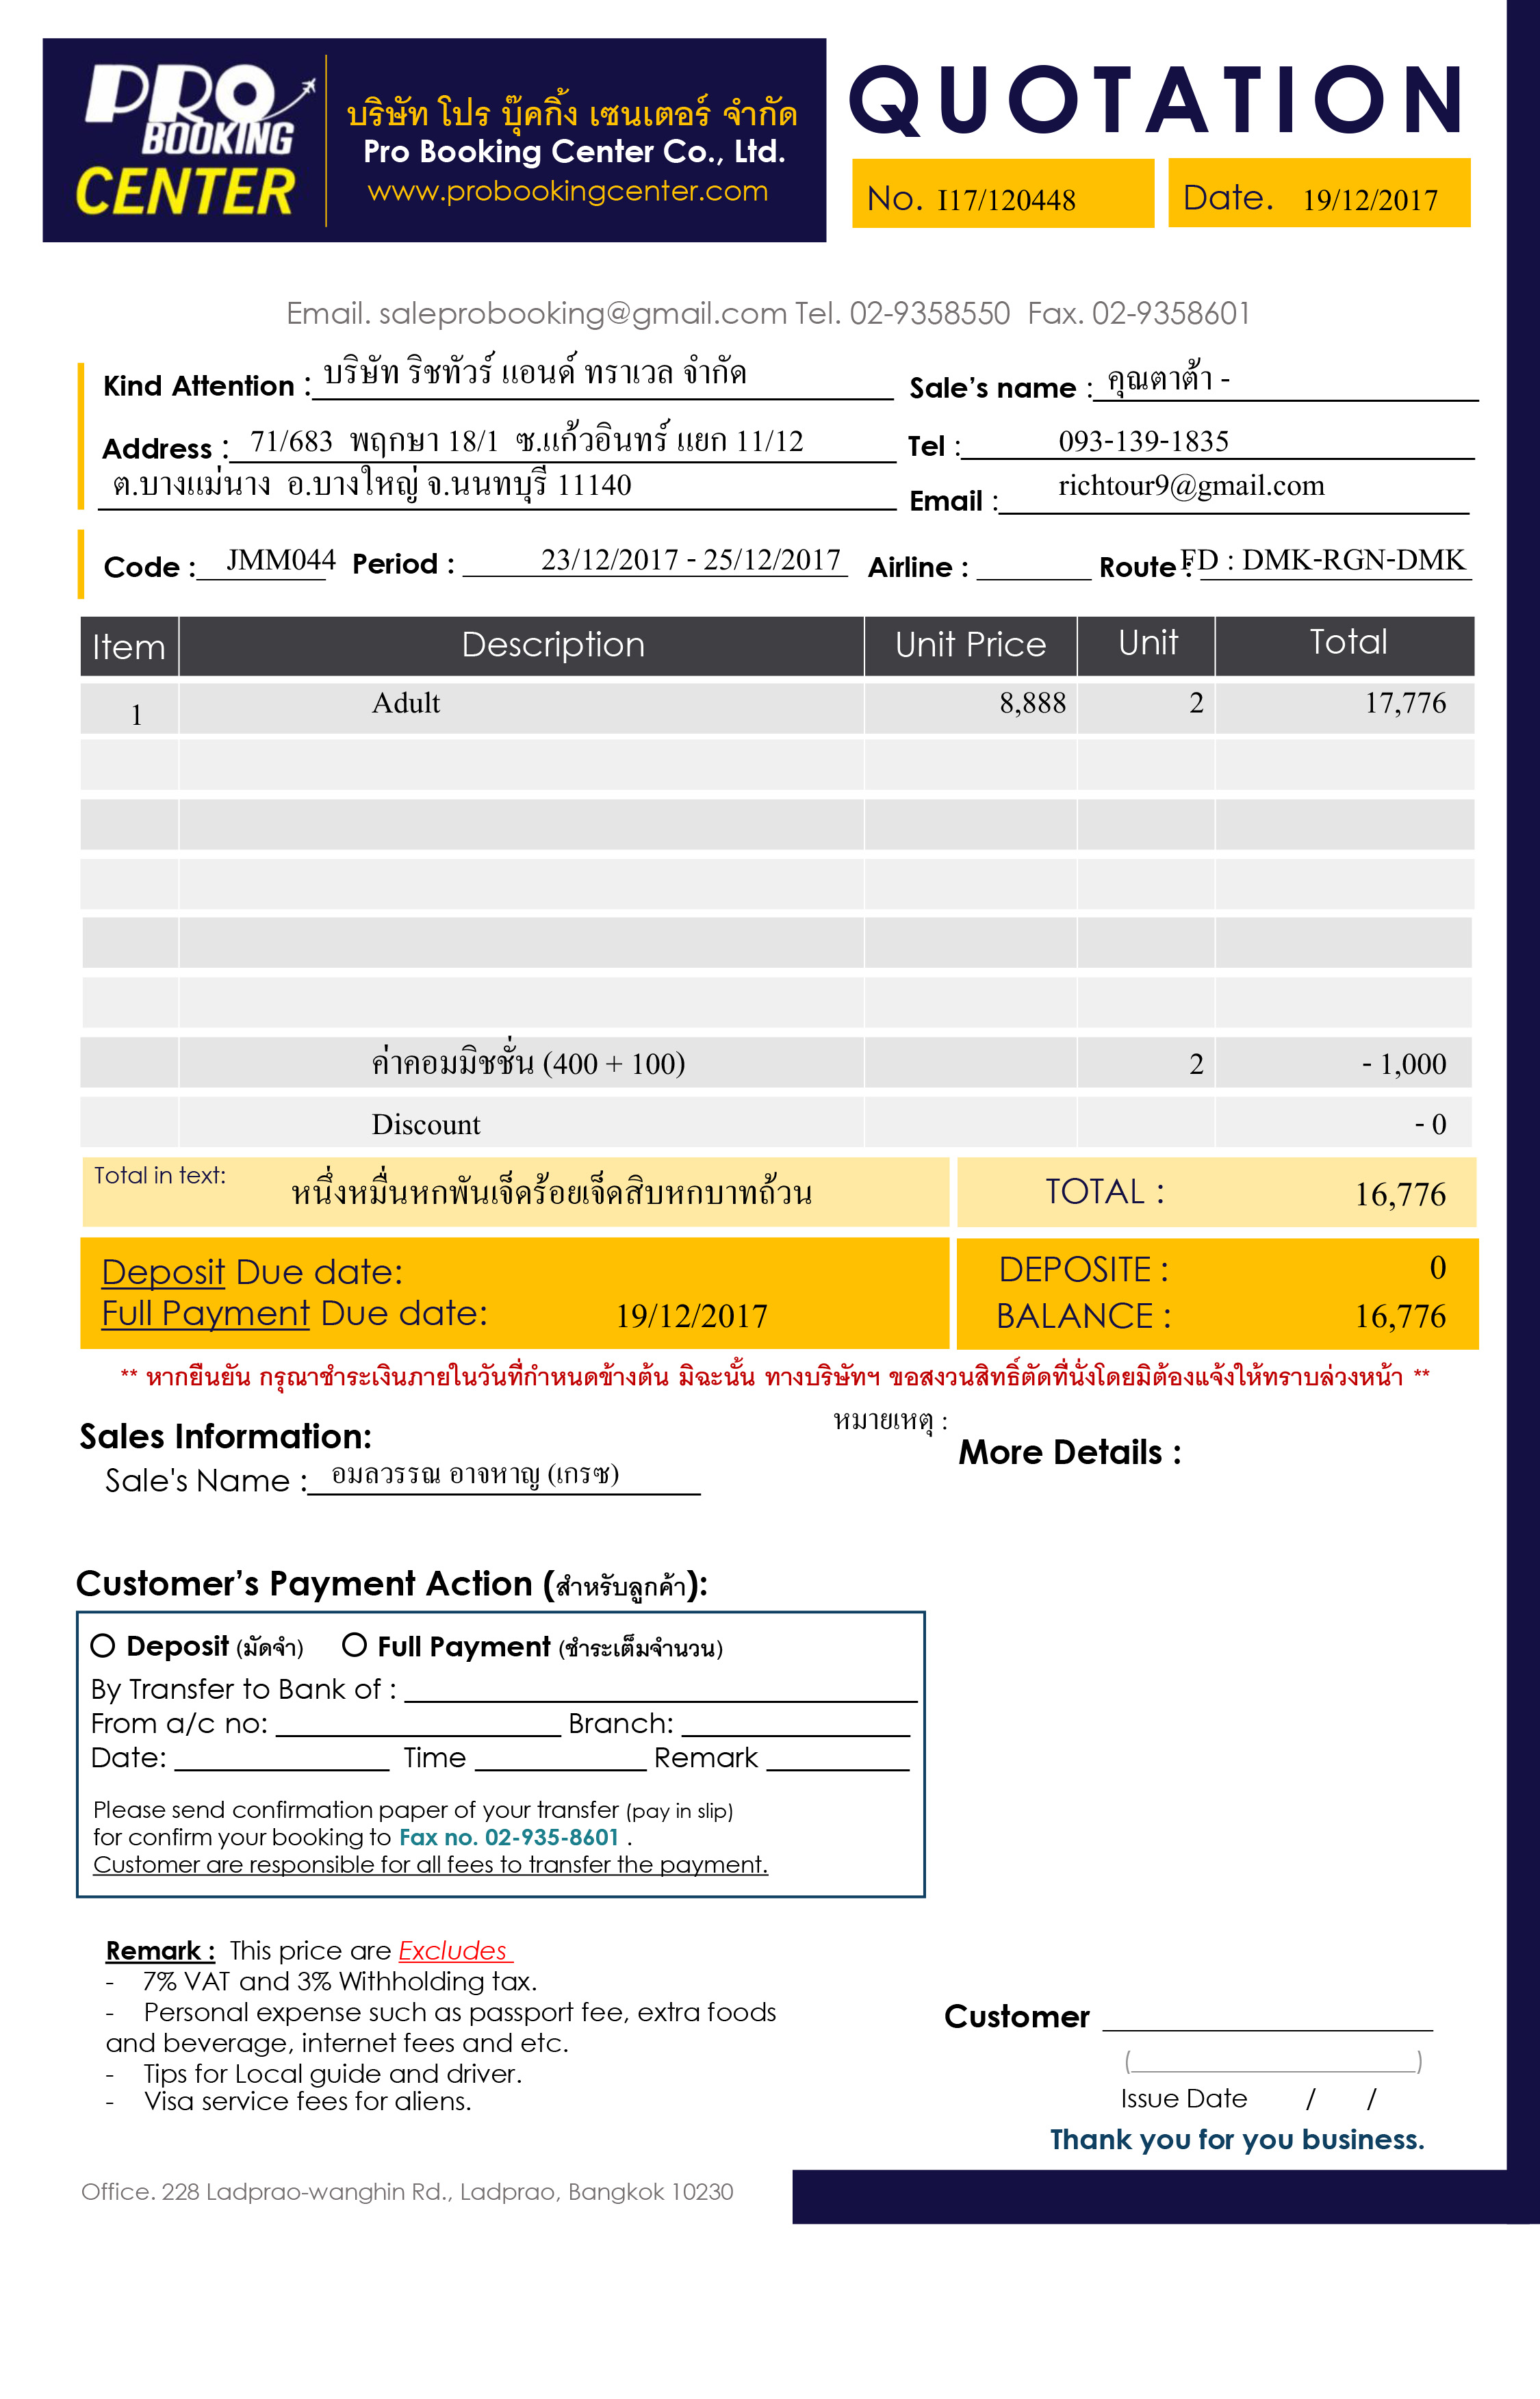 PRO BOOKING CENTER
บริษัท โปร บุ๊คกิ้ง เซนเตอร์ จำกัด
Pro Booking Center Co., Ltd.
www.probookingcenter.com
QUOTATION
No. I17/120448 Date. 19/12/2017
Email. saleprobooking@gmail.com Tel. 02-9358550 Fax. 02-9358601
Kind Attention : บริษัท ริชทัวร์ แอนด์ ทราเวล จำกัด Sale's name : คุณตาต้า -
Address : 71/683 พฤกษา 18/1 ซ.แก้วอินทร์ แยก 11/12 Tel : 093-139-1835
ต.บางแม่นาง อ.บางใหญ่ จ.นนทบุรี 11140 Email : richtour9@gmail.com
Code : JMM044 Period : 23/12/2017 - 25/12/2017 Airline : Route : FD : DMK-RGN-DMK
Item Description Unit Price Unit Total
1 Adult 8,888 2 17,776
ค่าคอมมิชชั่น (400 + 100) 2 - 1,000
Discount - 0
Total in text: หนึ่งหมื่นหกพันเจ็ดร้อยเจ็ดสิบหกบาทถ้วน TOTAL : 16,776
Deposit Due date: DEPOSITE : 0
Full Payment Due date: 19/12/2017 BALANCE : 16,776
** หากยืนยัน กรุณาชำระเงินภายในวันที่กำหนดข้างต้น มิฉะนั้น ทางบริษัทฯ ขอสงวนสิทธิ์ตัดที่นั่งโดยมิต้องแจ้งให้ทราบล่วงหน้า **
หมายเหตุ :
Sales Information: More Details :
Sale's Name : อมลวรรณ อาจหาญ (เกรซ)
Customer's Payment Action (สำหรับลูกค้า):
Deposit (มัดจำ) Full Payment (ชำระเต็มจำนวน)
By Transfer to Bank of :
From a/c no: Branch:
Date: Time Remark
Please send confirmation paper of your transfer (pay in slip)
for confirm your booking to Fax no. 02-935-8601 .
Customer are responsible for all fees to transfer the payment.
Remark : This price are Excludes
- 7% VAT and 3% Withholding tax.
- Personal expense such as passport fee, extra foods
and beverage, internet fees and etc.
- Tips for Local guide and driver.
- Visa service fees for aliens.
Customer
( )
Issue Date / /
Thank you for you business.
Office. 228 Ladprao-wanghin Rd., Ladprao, Bangkok 10230